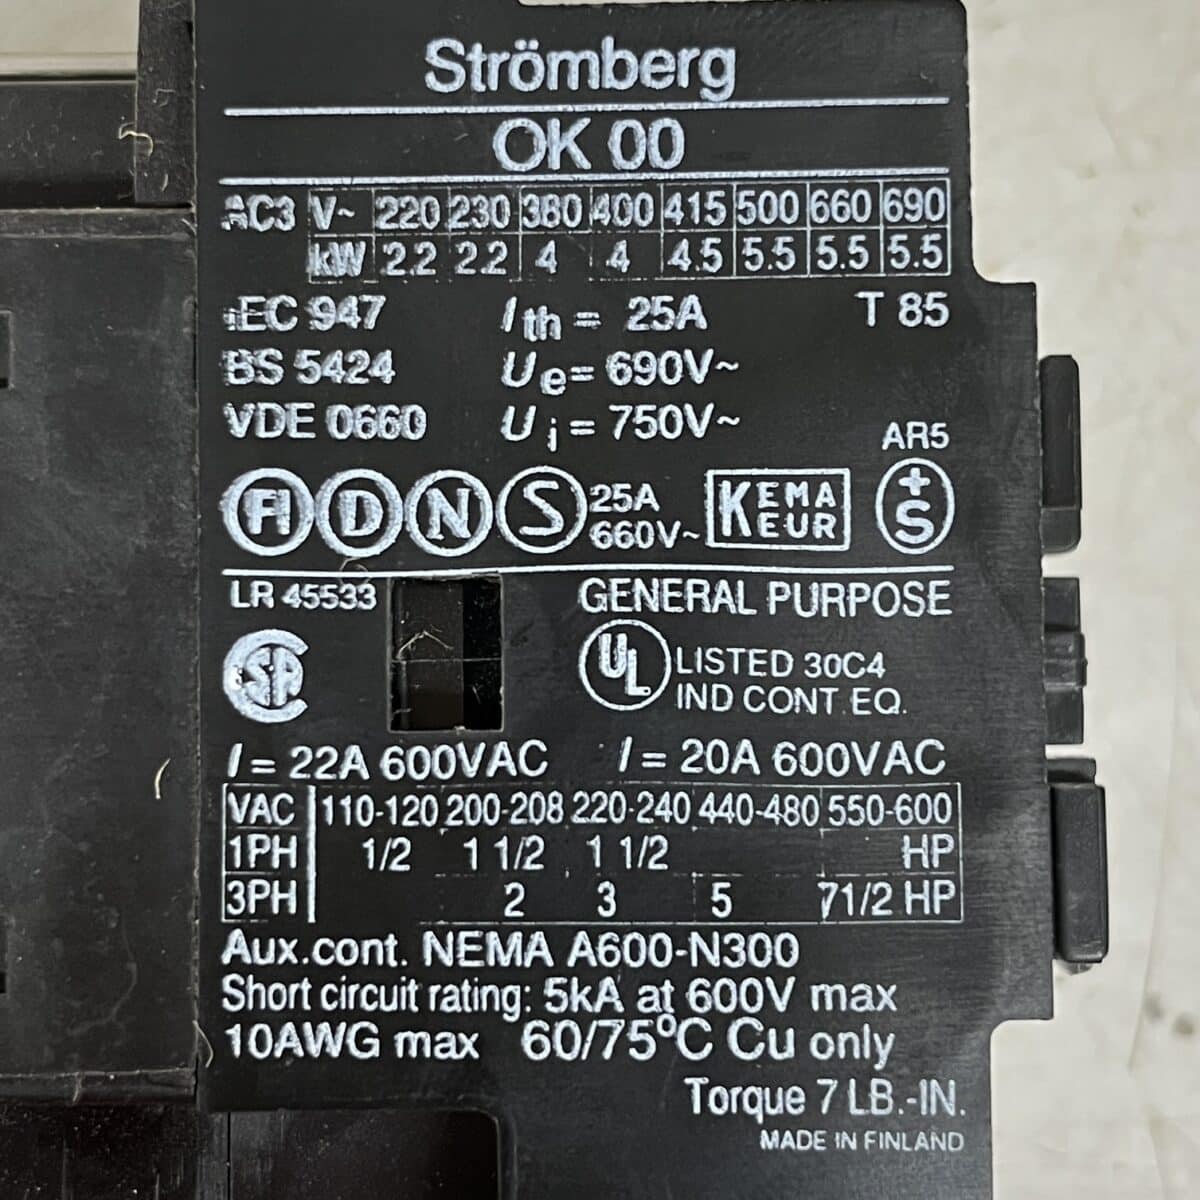 Strömberg
OK 00
AC3 V~ 220 230 380 400 415 500 660 690
kW 2.2 2.2 4 4 4.5 5.5 5.5 5.5
IEC 947 Ith = 25A T 85
BS 5424 Ue = 690V~
VDE 0660 Ui = 750V~
AR5
FI D N S 25A 660V~ KEMA EUR +S
LR 45533 GENERAL PURPOSE
CSA UL LISTED 30C4
IND CONT. EQ.
I = 22A 600VAC I = 20A 600VAC
VAC 110-120 200-208 220-240 440-480 550-600
1PH 1/2 1 1/2 1 1/2 HP
3PH 2 3 5 71/2 HP
Aux.cont. NEMA A600-N300
Short circuit rating: 5kA at 600V max
10AWG max 60/75°C Cu only
Torque 7 LB.-IN.
MADE IN FINLAND